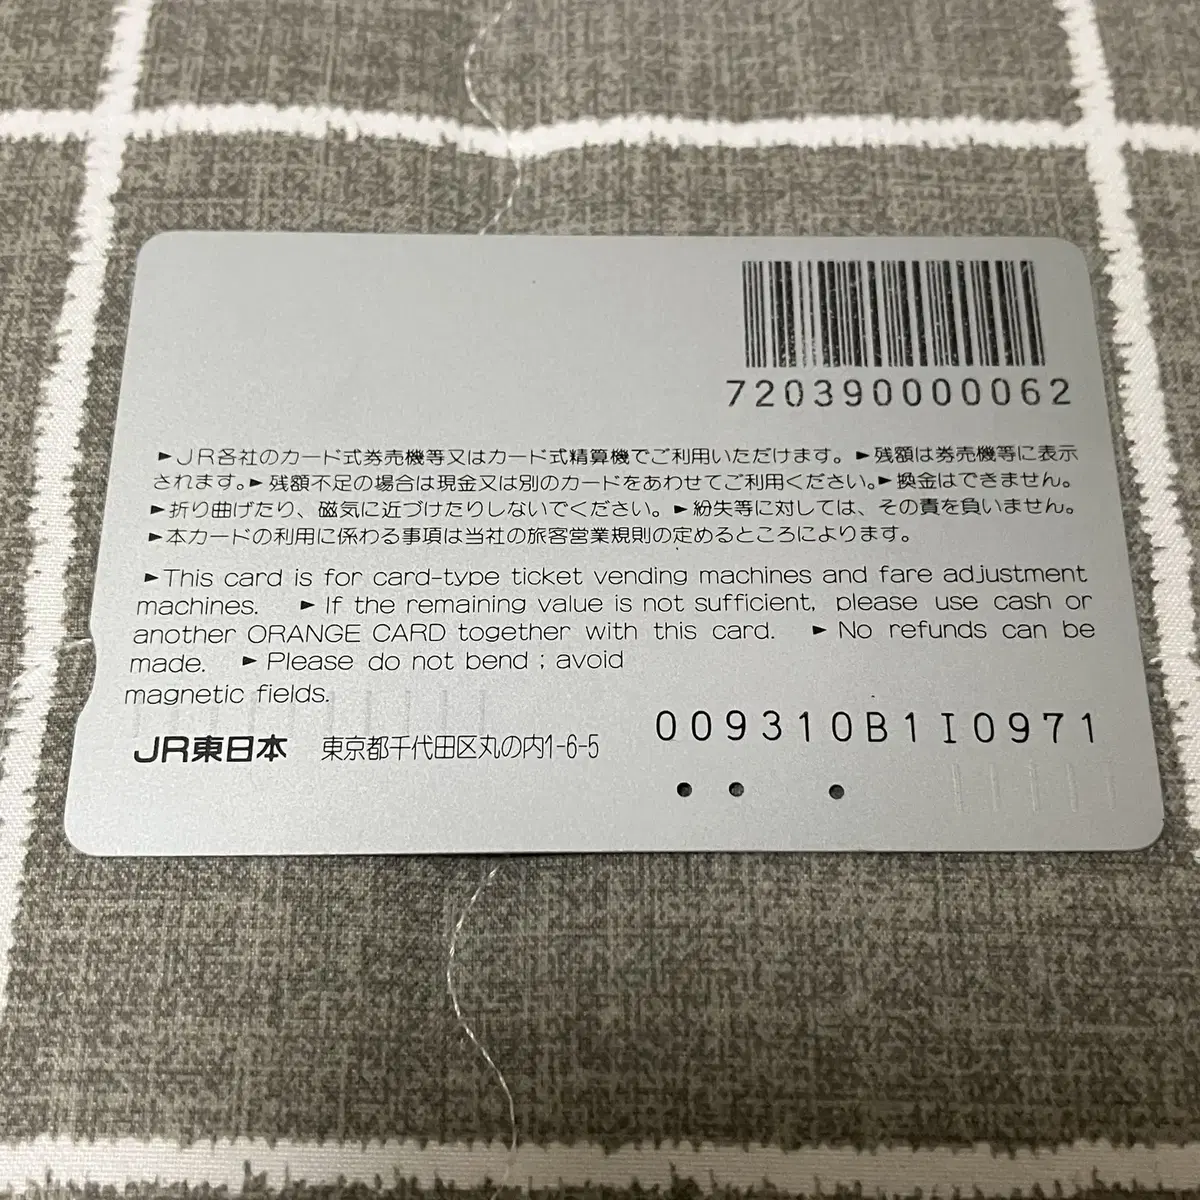 720390000062
►JR各社のカード式券売機等又はカード式精算機でご利用いただけます。►残額は券売機等に表示
されます。►残額不足の場合は現金又は別のカードをあわせてご利用ください。►換金はできません。
►折り曲げたり、磁気に近づけたりしないでください。►紛失等に対しては、その責を負いません。
►本カードの利用に係わる事項は当社の旅客営業規則の定めるところによります。
►This card is for card-type ticket vending machines and fare adjustment
machines. ►If the remaining value is not sufficient, please use cash or
another ORANGE CARD together with this card. ►No refunds can be
made. ►Please do not bend ; avoid
magnetic fields.
009310B1I0971
JR東日本 東京都千代田区丸の内1-6-5